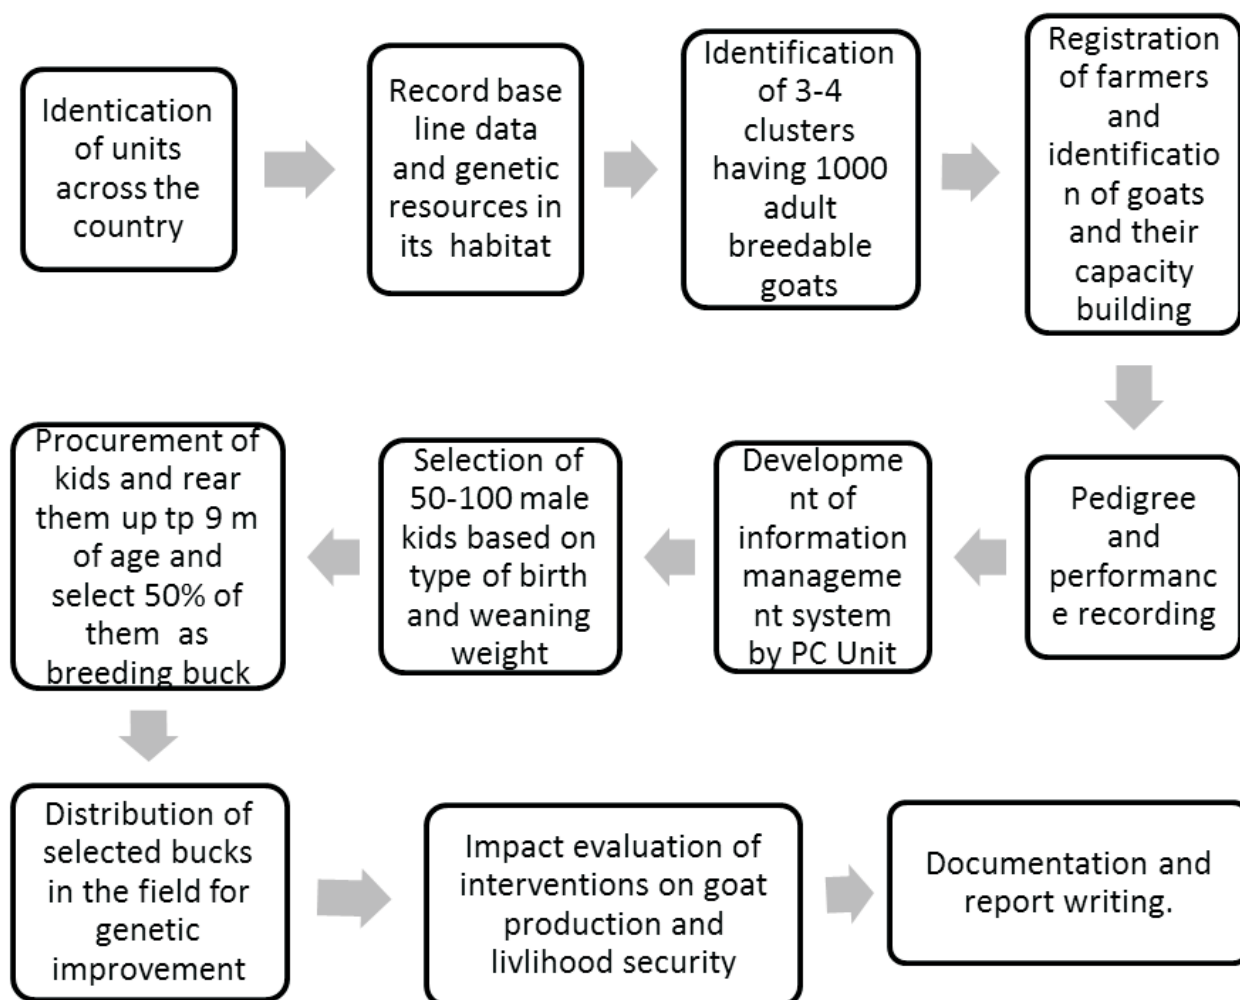 Identication
of units
across the
country
Record base
line data
and genetic
resources in
its habitat
Identification
of 3-4
clusters
having 1000
adult
breedable
goats
Registration
of farmers
and
identificatio
n of goats
and their
capacity
building
Pedigree
and
performanc
e recording
Developme
nt of
information
manageme
nt system
by PC Unit
Selection of
50-100 male
kids based on
type of birth
and weaning
weight
Procurement of
kids and rear
them up tp 9 m
of age and
select 50% of
them as
breeding buck
Distribution of
selected bucks
in the field for
genetic
improvement
Impact evaluation of
interventions on goat
production and
livlihood security
Documentation and
report writing.